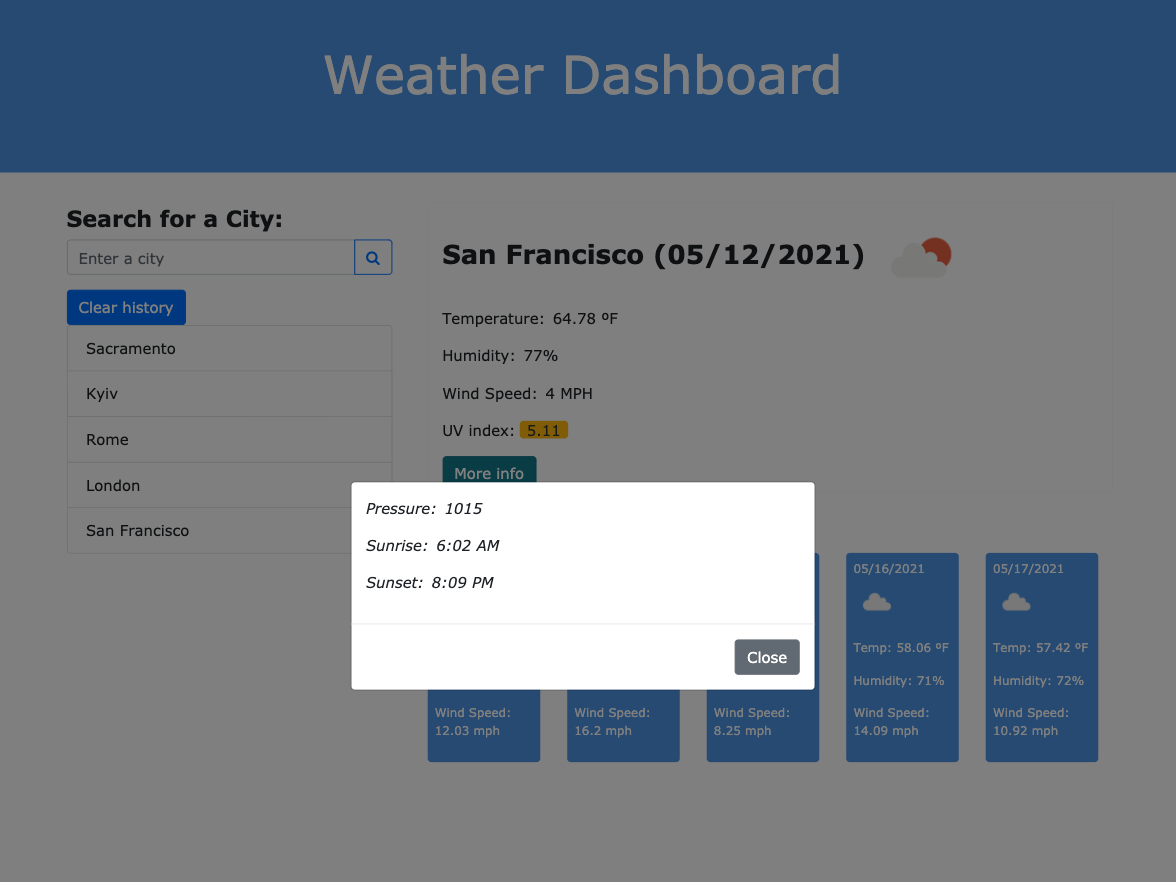 Weather Dashboard
Search for a City:
Enter a city
Clear history
Sacramento
Kyiv
Rome
London
San Francisco
San Francisco (05/12/2021)
Temperature: 64.78 ºF
Humidity: 77%
Wind Speed: 4 MPH
UV index: 5.11
More info
Pressure: 1015
Sunrise: 6:02 AM
Sunset: 8:09 PM
Close
Wind Speed:
12.03 mph
Wind Speed:
16.2 mph
Wind Speed:
8.25 mph
05/16/2021
Temp: 58.06 ºF
Humidity: 71%
Wind Speed:
14.09 mph
05/17/2021
Temp: 57.42 ºF
Humidity: 72%
Wind Speed:
10.92 mph